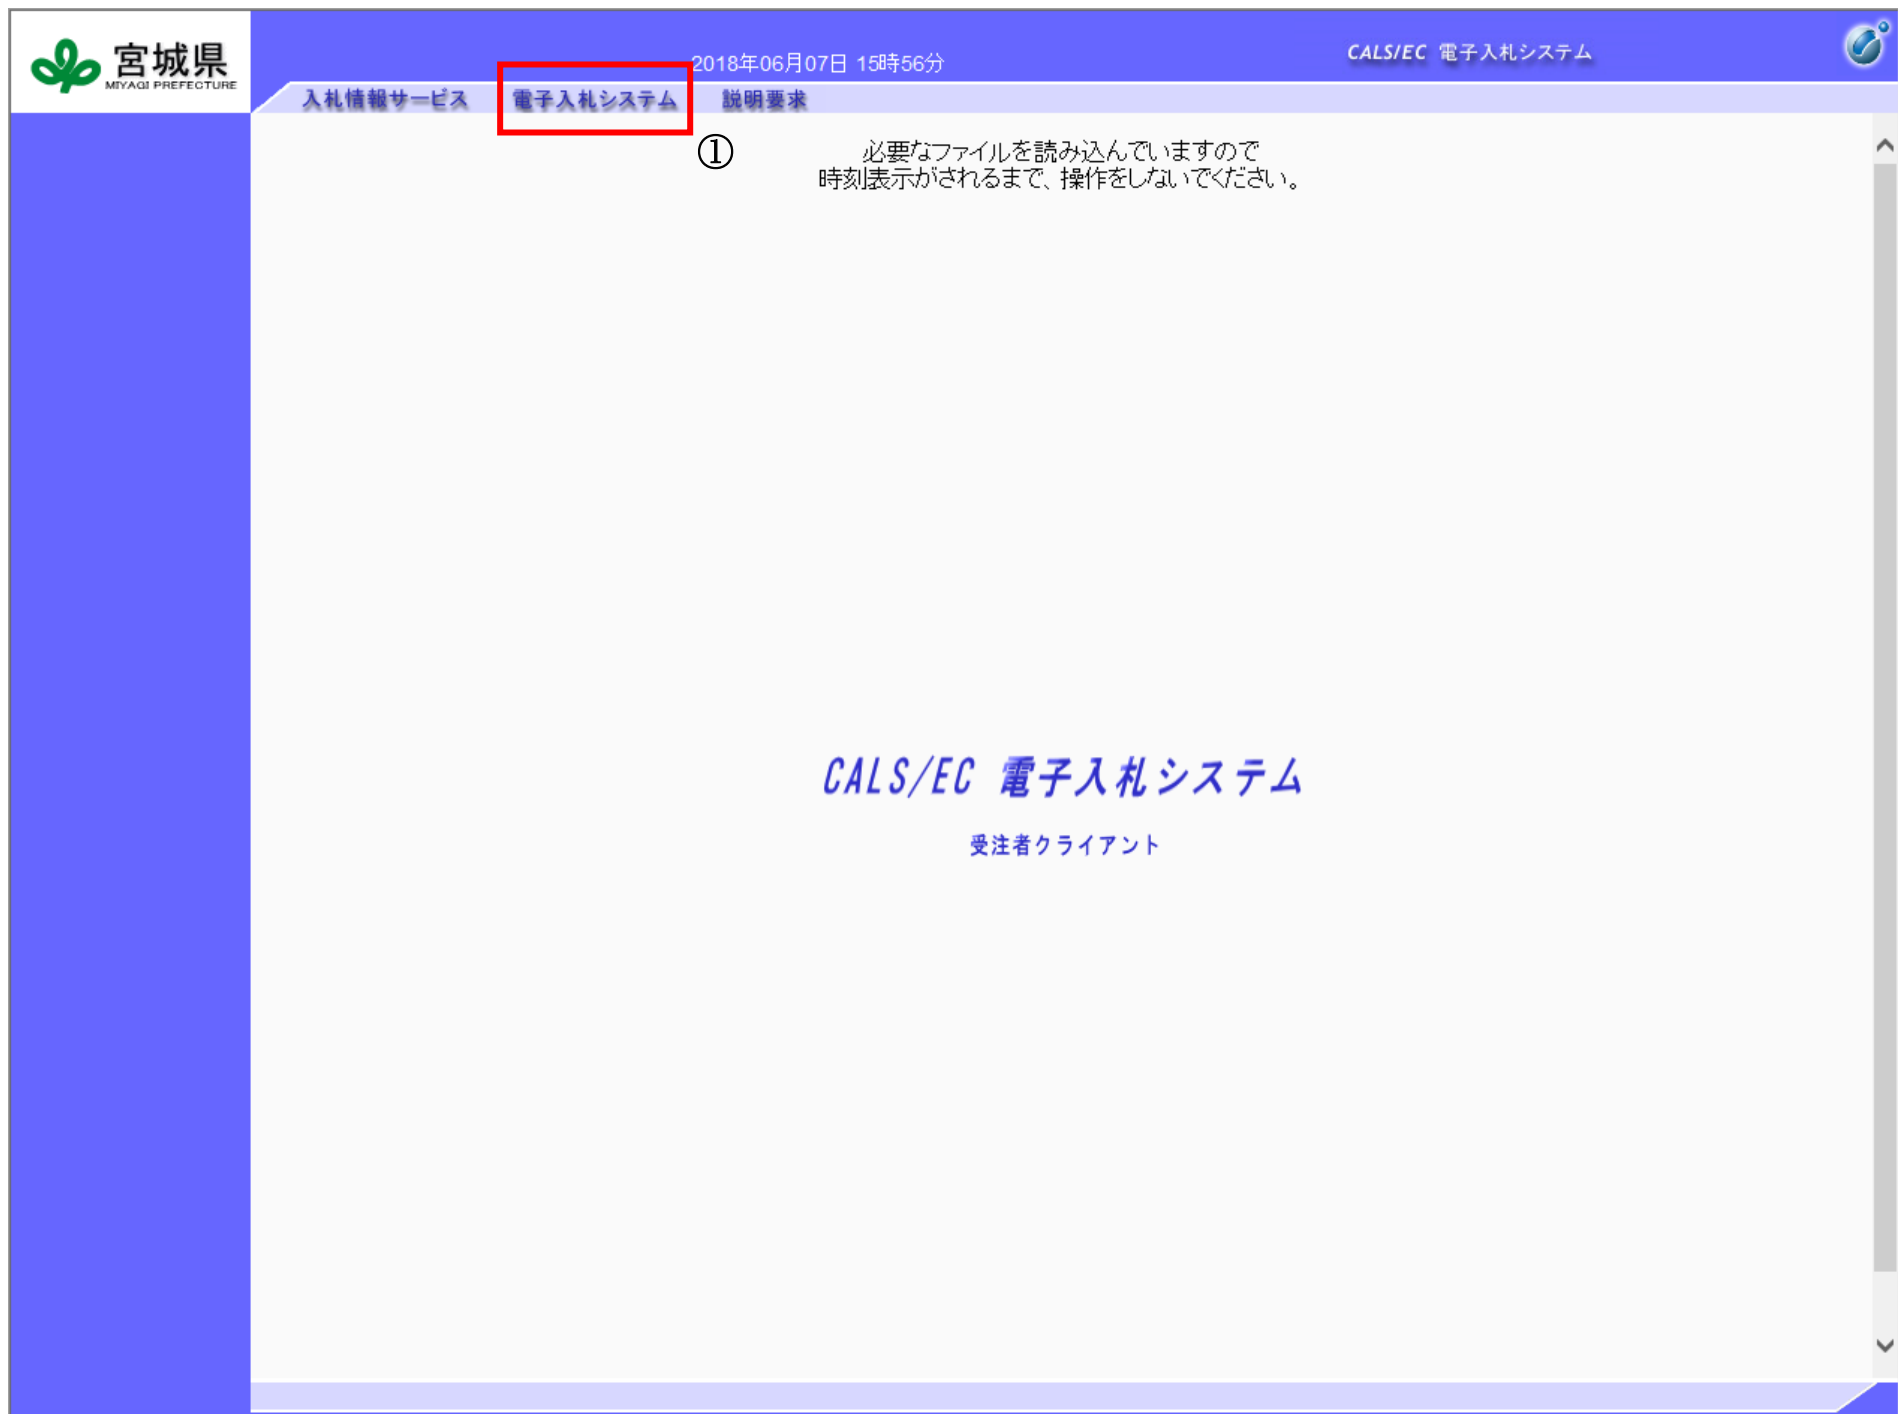 宮城県
MIYAGI PREFECTURE
2018年06月07日 15時56分
CALS/EC 電子入札システム
入札情報サービス 電子入札システム 説明要求
①
必要なファイルを読み込んでいますので
時刻表示がされるまで、操作をしないでください。
CALS/EC 電子入札システム
受注者クライアント